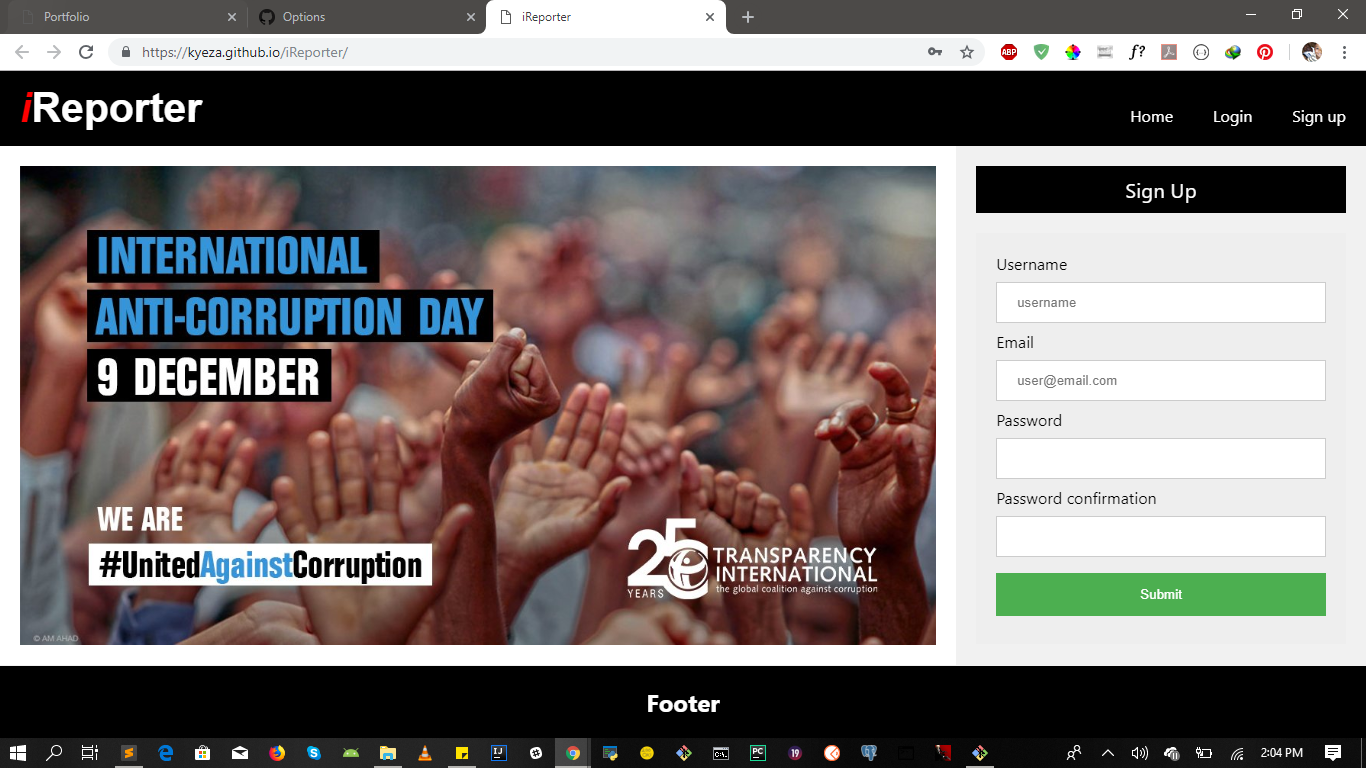 Portfolio
Options
iReporter
https://kyeza.github.io/iReporter/
ABP
f?
iReporter
Home
Login
Sign up
INTERNATIONAL
ANTI-CORRUPTION DAY
9 DECEMBER
WE ARE
#UnitedAgainstCorruption
25
YEARS
TRANSPARENCY
INTERNATIONAL
the global coalition against corruption
© AM AHAD
Sign Up
Username
username
Email
user@email.com
Password
Password confirmation
Submit
Footer
2:04 PM